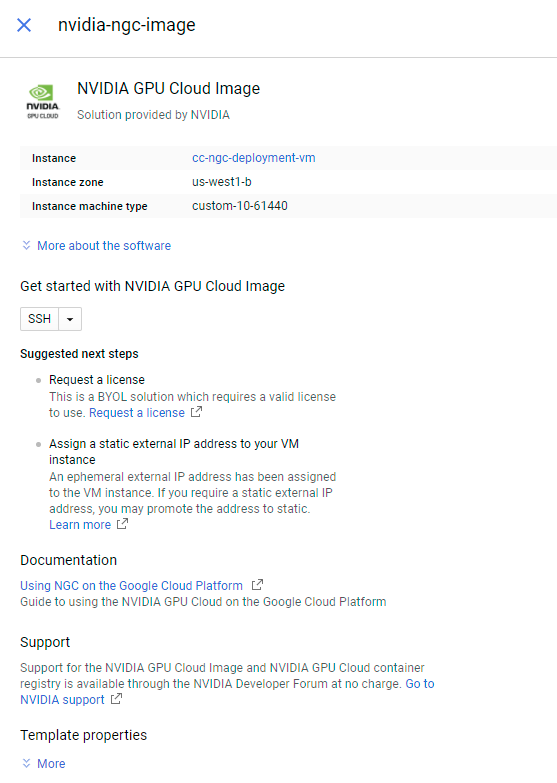 nvidia-ngc-image
NVIDIA
GPU CLOUD
NVIDIA GPU Cloud Image
Solution provided by NVIDIA
Instance cc-ngc-deployment-vm
Instance zone us-west1-b
Instance machine type custom-10-61440
More about the software
Get started with NVIDIA GPU Cloud Image
SSH
Suggested next steps
Request a license
This is a BYOL solution which requires a valid license
to use. Request a license
Assign a static external IP address to your VM
instance
An ephemeral external IP address has been assigned
to the VM instance. If you require a static external IP
address, you may promote the address to static.
Learn more
Documentation
Using NGC on the Google Cloud Platform
Guide to using the NVIDIA GPU Cloud on the Google Cloud Platform
Support
Support for the NVIDIA GPU Cloud Image and NVIDIA GPU Cloud container
registry is available through the NVIDIA Developer Forum at no charge. Go to
NVIDIA support
Template properties
More